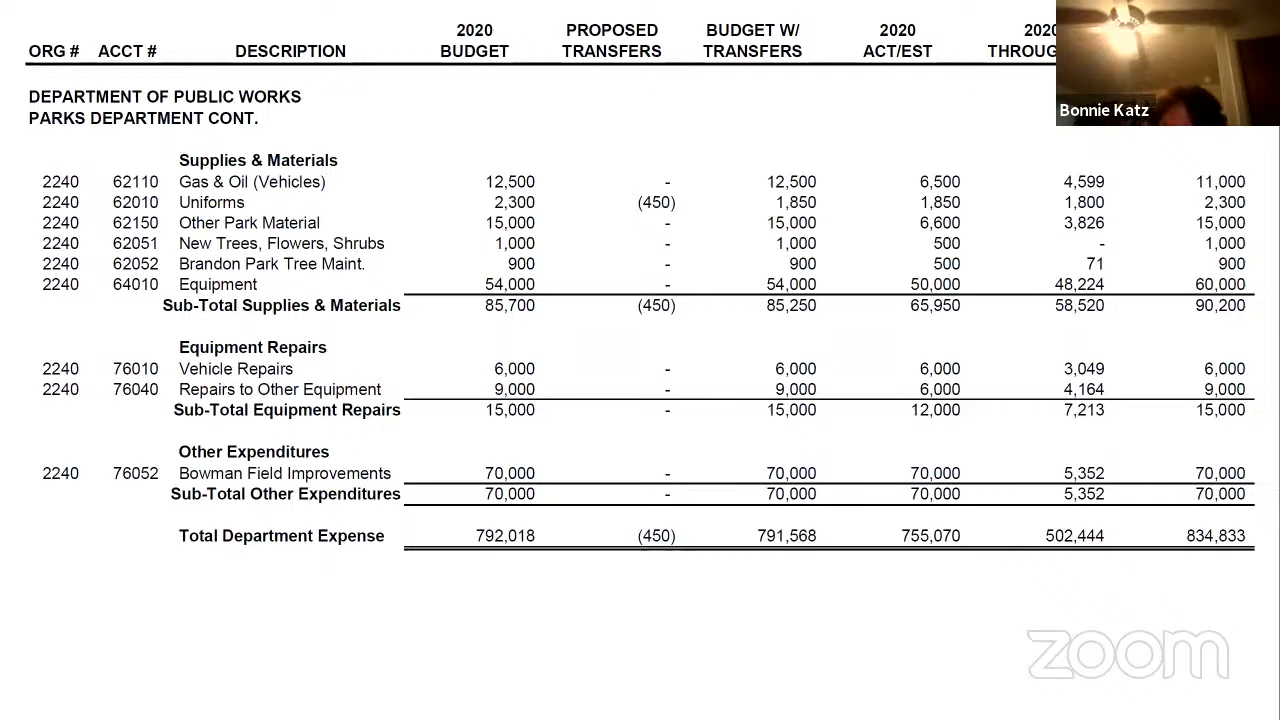 2020 PROPOSED BUDGET W/ 2020 2020
ORG # ACCT # DESCRIPTION BUDGET TRANSFERS TRANSFERS ACT/EST
Bonnie Katz
DEPARTMENT OF PUBLIC WORKS
PARKS DEPARTMENT CONT.
Supplies & Materials
2240 62110 Gas & Oil (Vehicles) 12,500 - 12,500 6,500 4,599 11,000
2240 62010 Uniforms 2,300 (450) 1,850 1,850 1,800 2,300
2240 62150 Other Park Material 15,000 - 15,000 6,600 3,826 15,000
2240 62051 New Trees, Flowers, Shrubs 1,000 - 1,000 500 - 1,000
2240 62052 Brandon Park Tree Maint. 900 - 900 500 71 900
2240 64010 Equipment 54,000 - 54,000 50,000 48,224 60,000
Sub-Total Supplies & Materials 85,700 (450) 85,250 65,950 58,520 90,200
Equipment Repairs
2240 76010 Vehicle Repairs 6,000 - 6,000 6,000 3,049 6,000
2240 76040 Repairs to Other Equipment 9,000 - 9,000 6,000 4,164 9,000
Sub-Total Equipment Repairs 15,000 - 15,000 12,000 7,213 15,000
Other Expenditures
2240 76052 Bowman Field Improvements 70,000 - 70,000 70,000 5,352 70,000
Sub-Total Other Expenditures 70,000 - 70,000 70,000 5,352 70,000
Total Department Expense 792,018 (450) 791,568 755,070 502,444 834,833
zoom